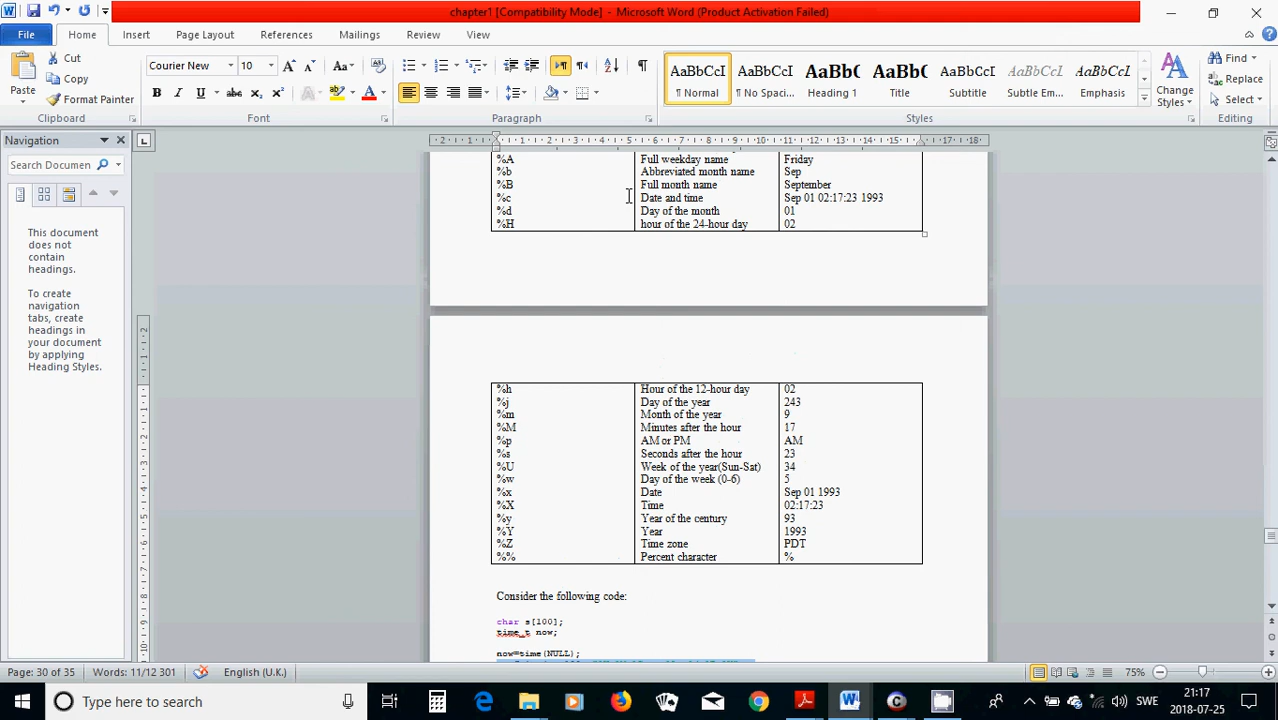 chapter1 [Compatibility Mode] - Microsoft Word (Product Activation Failed)
File Home Insert Page Layout References Mailings Review View
Cut
Copy
Format Painter
Paste
Clipboard
Courier New 10
Font
Paragraph
AaBbCcI ¶ Normal
AaBbCcI ¶ No Spaci...
AaBbC Heading 1
AaBbC Title
AaBbCcI Subtitle
AaBbCcI Subtle Em...
AaBbCcI Emphasis
Change Styles
Styles
Find
Replace
Select
Editing
Navigation
Search Documen
This document
does not
contain
headings.
To create
navigation
tabs, create
headings in
your document
by applying
Heading Styles.
%A Full weekday name Friday
%b Abbreviated month name Sep
%B Full month name September
%c Date and time Sep 01 02:17:23 1993
%d Day of the month 01
%H hour of the 24-hour day 02
%h Hour of the 12-hour day 02
%j Day of the year 243
%m Month of the year 9
%M Minutes after the hour 17
%p AM or PM AM
%s Seconds after the hour 23
%U Week of the year(Sun-Sat) 34
%w Day of the week (0-6) 5
%x Date Sep 01 1993
%X Time 02:17:23
%y Year of the century 93
%Y Year 1993
%Z Time zone PDT
%% Percent character %
Consider the following code:
char s[100];
time_t now;
now=time(NULL);
Page: 30 of 35 Words: 11/12 301 English (U.K.) 75%
Type here to search
SWE
21:17
2018-07-25